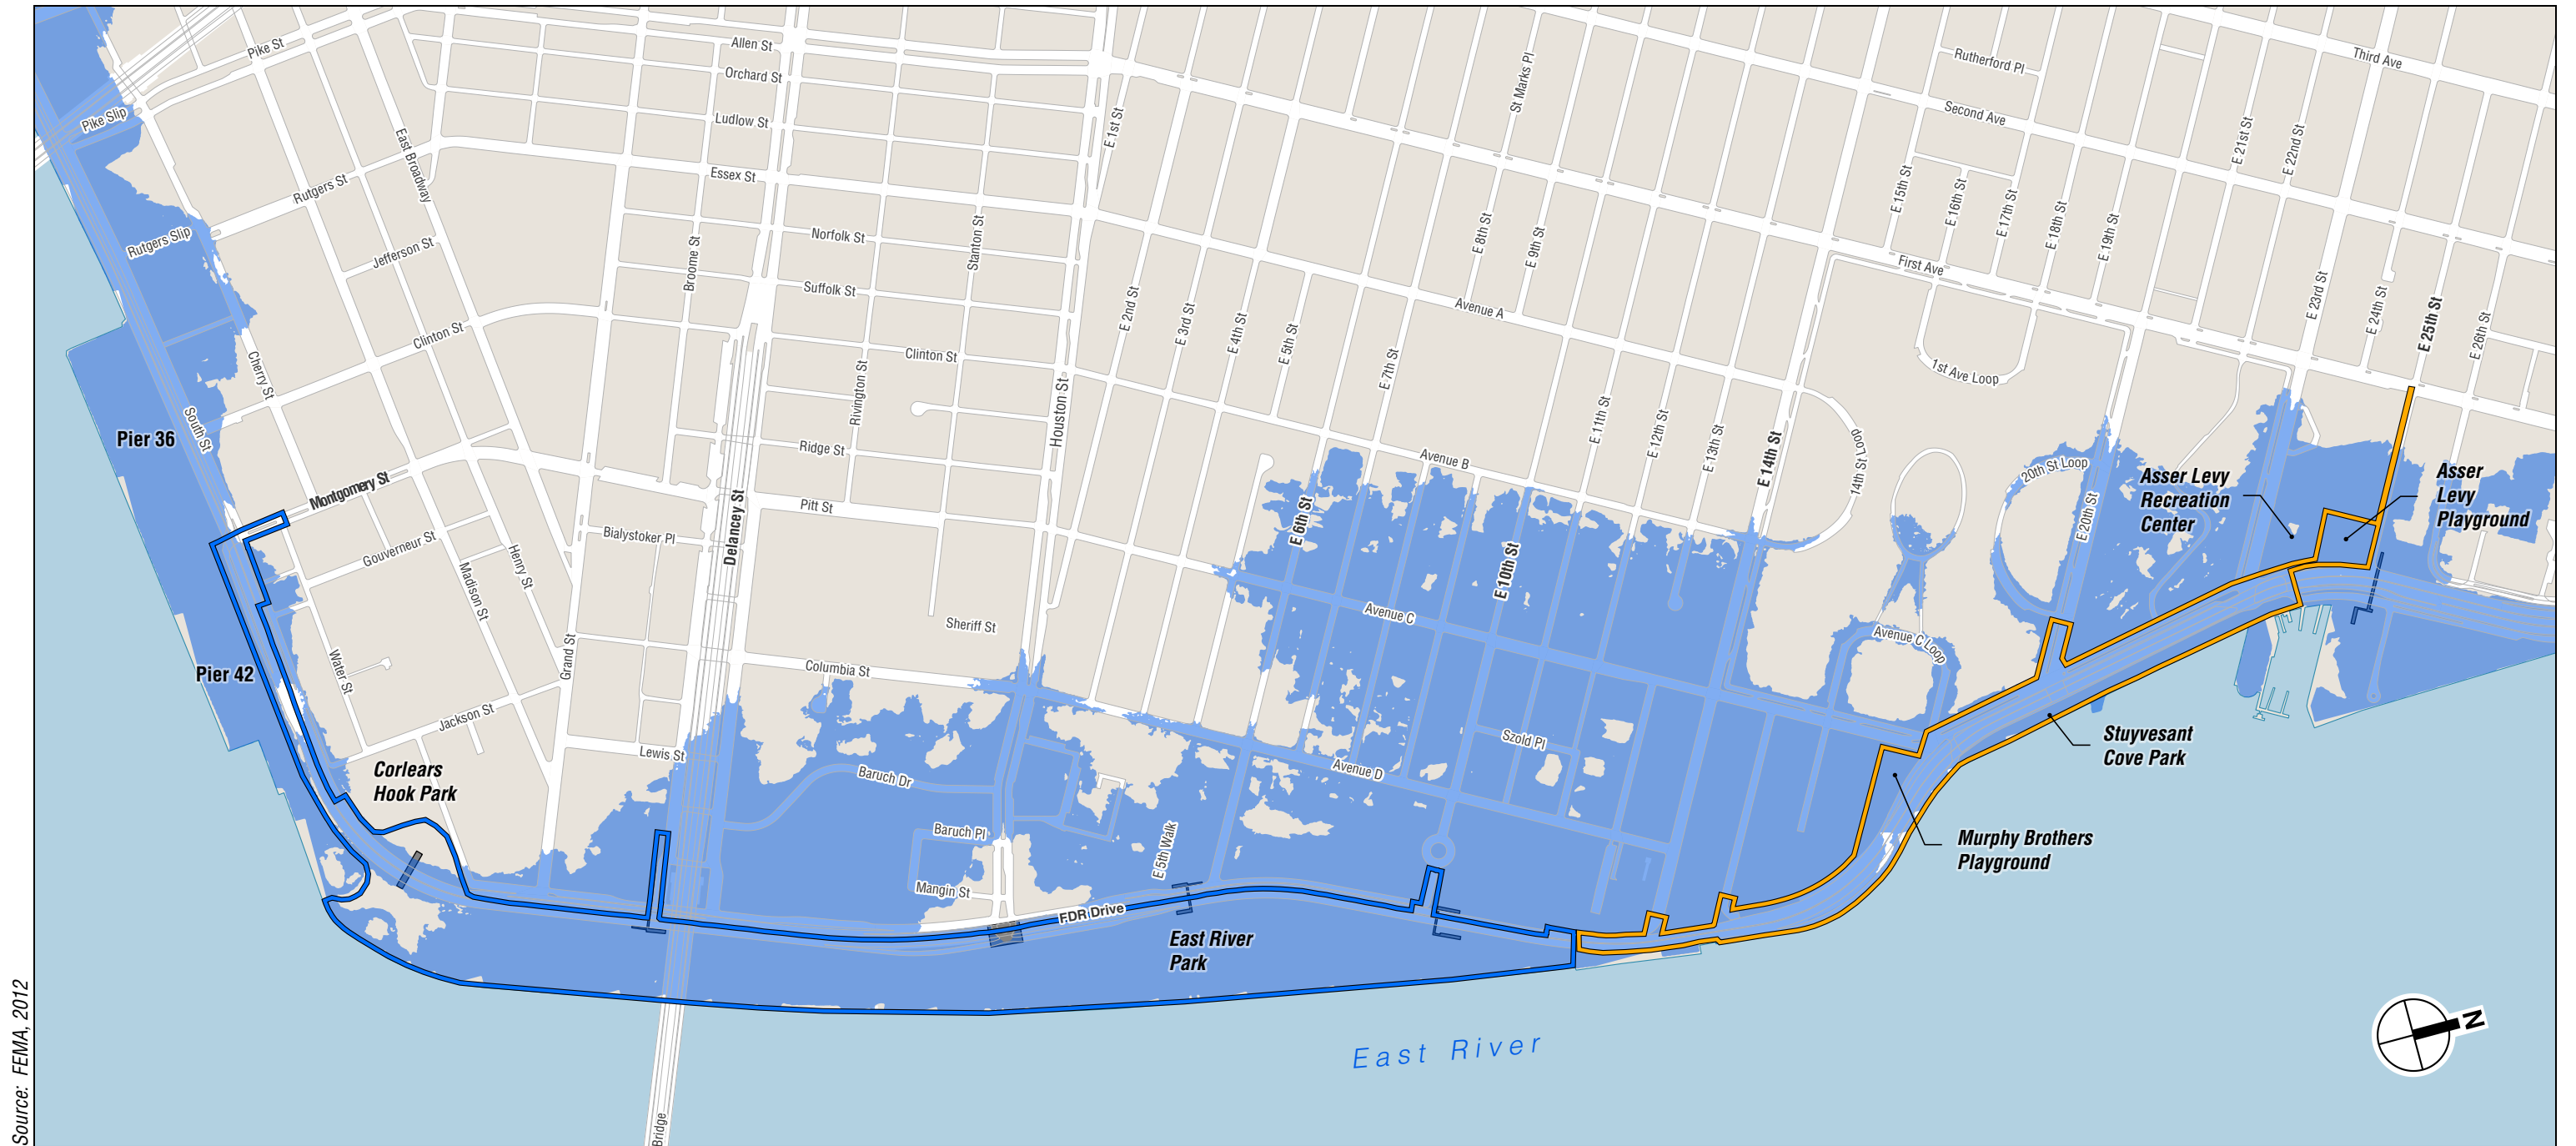 Pike St
Allen St
Orchard St
Ludlow St
Pike Slip
East Broadway
Essex St
Rutgers St
Rutgers Slip
Jefferson St
Broome St
Norfolk St
Stanton St
Suffolk St
E 1st St
St Marks Pl
Rutherford Pl
Third Ave
Second Ave
E 21st St
E 22nd St
E 15th St
E 16th St
E 17th St
E 18th St
E 19th St
E 8th St
E 9th St
First Ave
Avenue A
E 2nd St
E 3rd St
E 4th St
E 5th St
E 7th St
E 23rd St
E 24th St
E 25th St
E 26th St
1st Ave Loop
Clinton St
Clinton St
Cherry St
Rivington St
Houston St
South St
Pier 36
Ridge St
Avenue B
E 11th St
E 12th St
E 13th St
E 14th St
14th St Loop
20th St Loop
E 20th St
Asser Levy
Recreation
Center
Asser
Levy
Playground
Montgomery St
Pitt St
Delancey St
Bialystoker Pl
Gouverneur St
Henry St
Madison St
E 6th St
E 10th St
Avenue C
Avenue C Loop
Sheriff St
Grand St
Water St
Pier 42
Columbia St
Jackson St
Lewis St
Baruch Dr
Szold Pl
Avenue D
Stuyvesant
Cove Park
Corlears
Hook Park
Baruch Pl
E 5th Walk
Murphy Brothers
Playground
Mangin St
FDR Drive
East River
Park
East River
N
Bridge
Source: FEMA, 2012